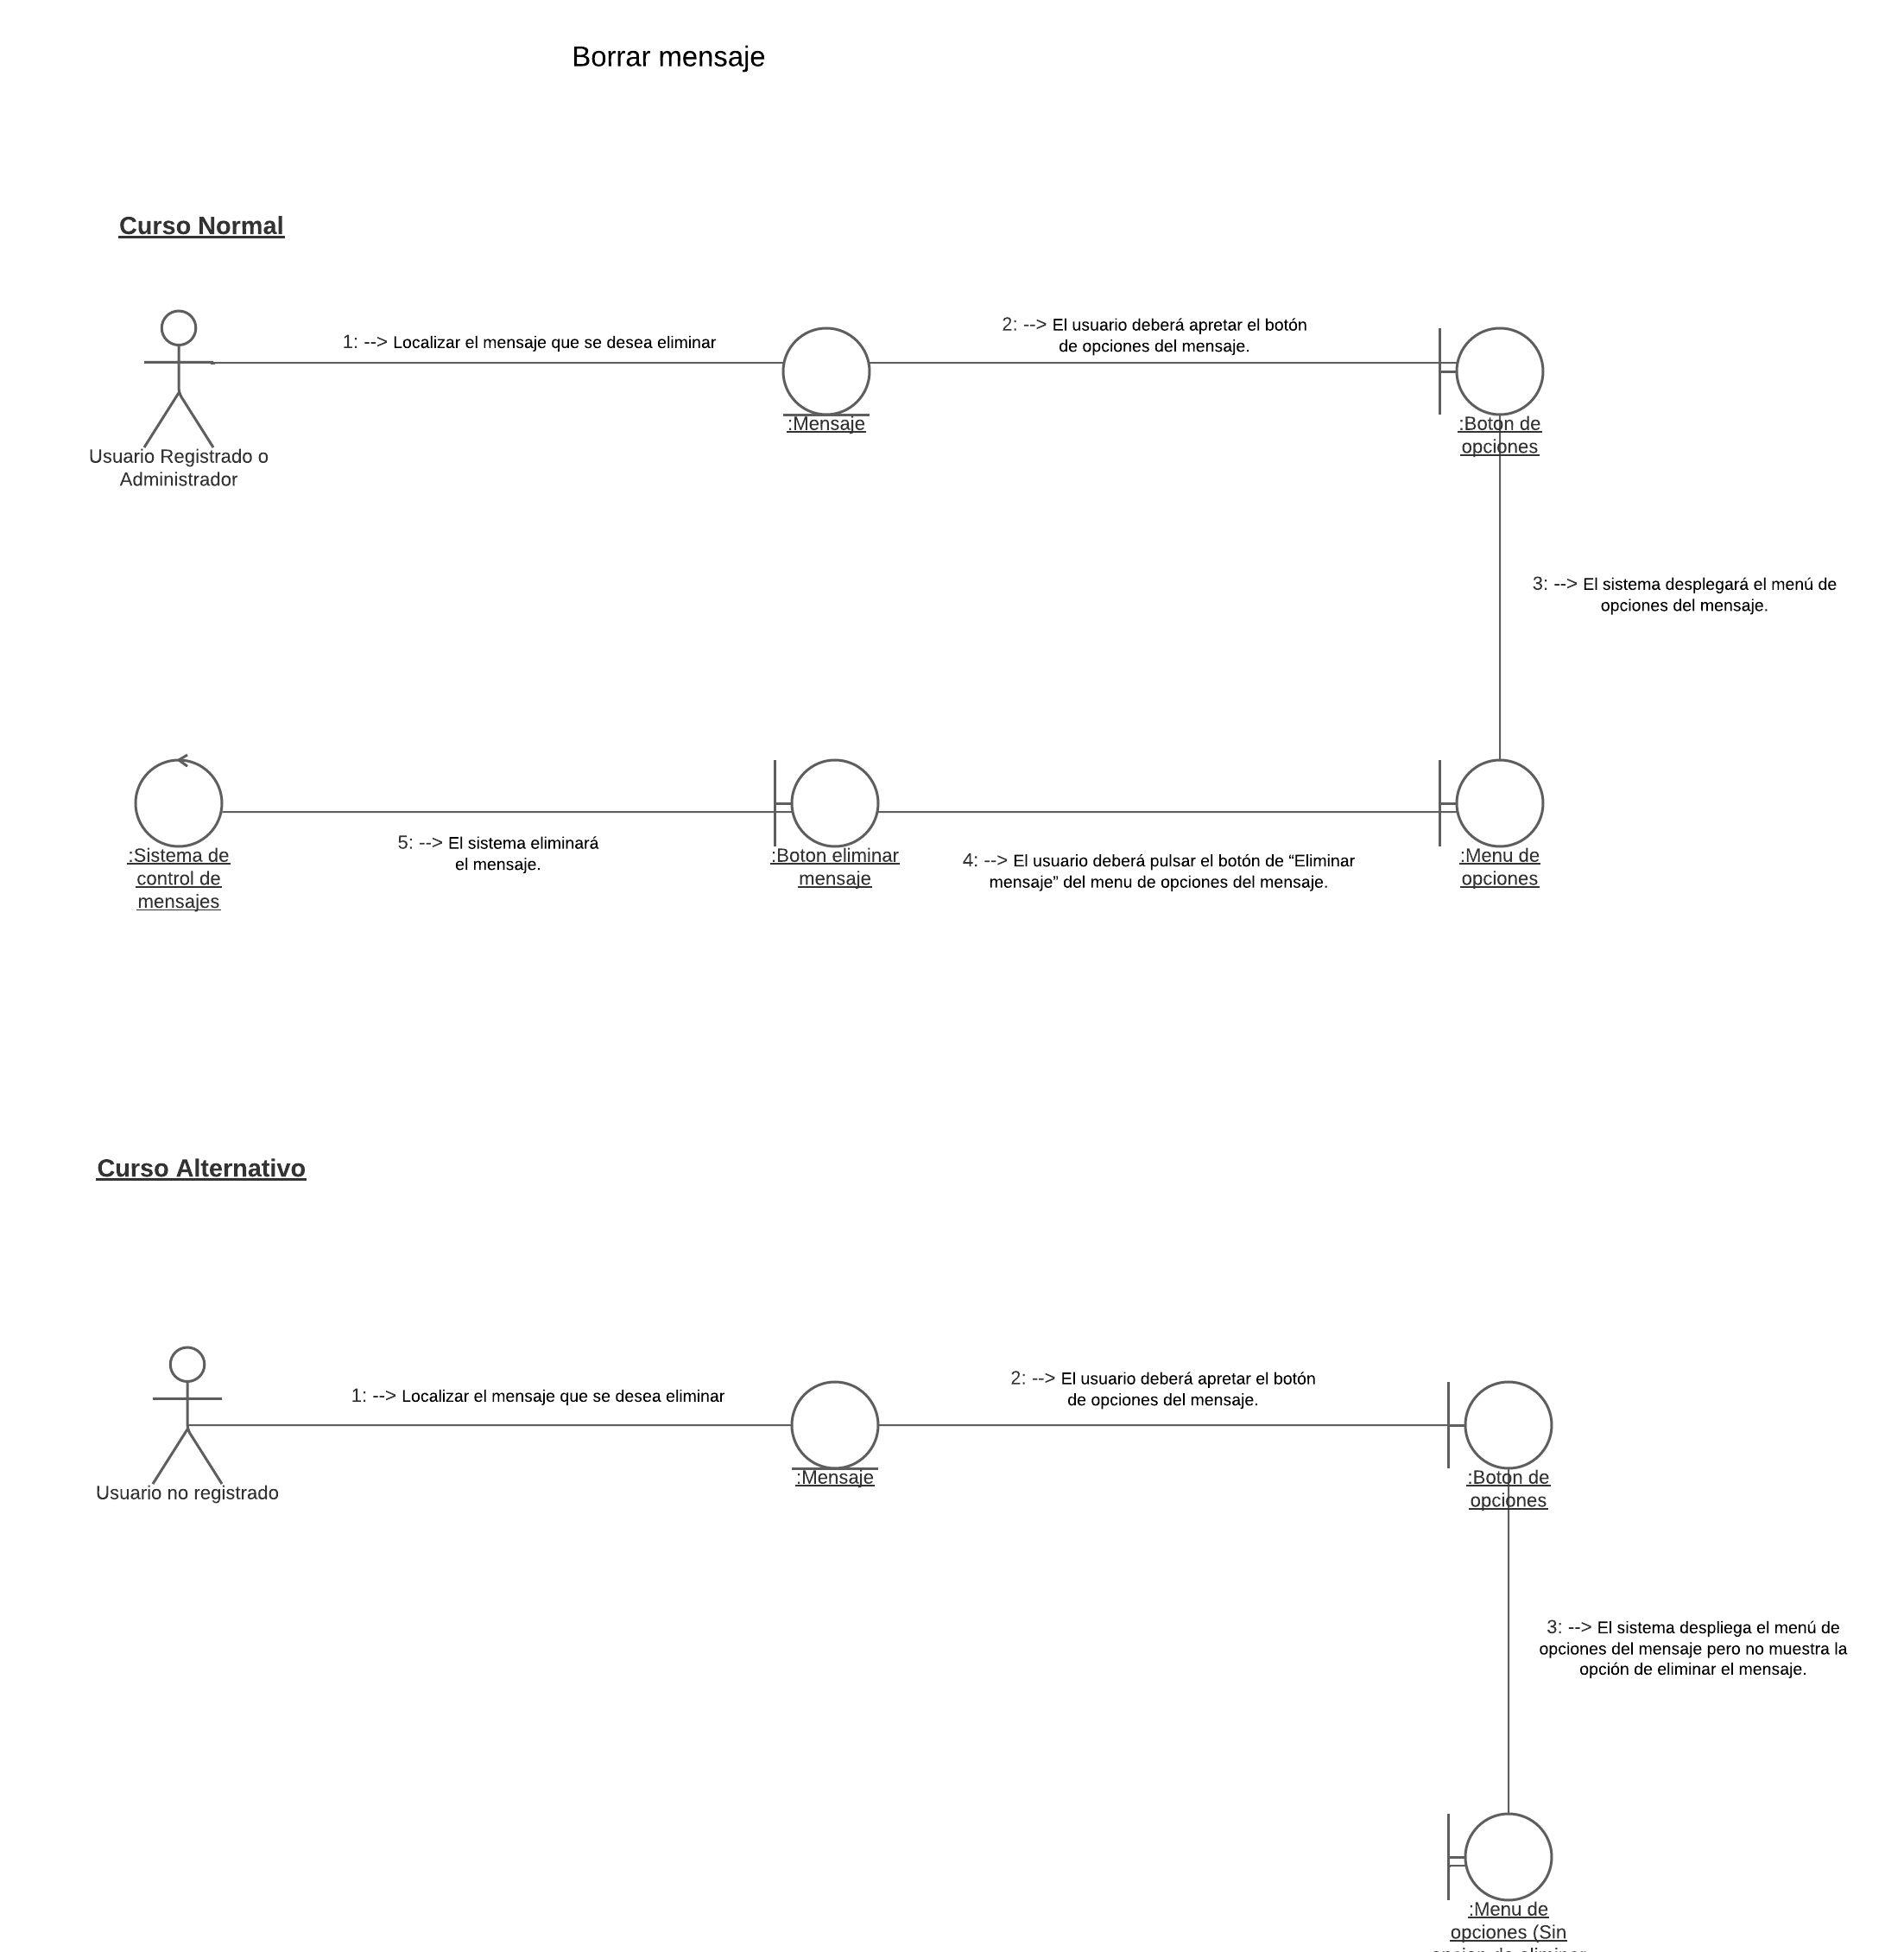 Borrar mensaje
Curso Normal
1: --> Localizar el mensaje que se desea eliminar
2: --> El usuario deberá apretar el botón
de opciones del mensaje.
:Mensaje
:Boton de
opciones
Usuario Registrado o
Administrador
3: --> El sistema desplegará el menú de
opciones del mensaje.
:Sistema de
control de
mensajes
5: --> El sistema eliminará
el mensaje.
:Boton eliminar
mensaje
4: --> El usuario deberá pulsar el botón de “Eliminar
mensaje” del menu de opciones del mensaje.
:Menu de
opciones
Curso Alternativo
1: --> Localizar el mensaje que se desea eliminar
2: --> El usuario deberá apretar el botón
de opciones del mensaje.
:Mensaje
:Boton de
opciones
Usuario no registrado
3: --> El sistema despliega el menú de
opciones del mensaje pero no muestra la
opción de eliminar el mensaje.
:Menu de
opciones (Sin